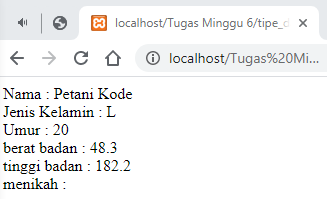 localhost/Tugas Minggu 6/tipe_d
localhost/Tugas%20Mi...
Nama : Petani Kode
Jenis Kelamin : L
Umur : 20
berat badan : 48.3
tinggi badan : 182.2
menikah :